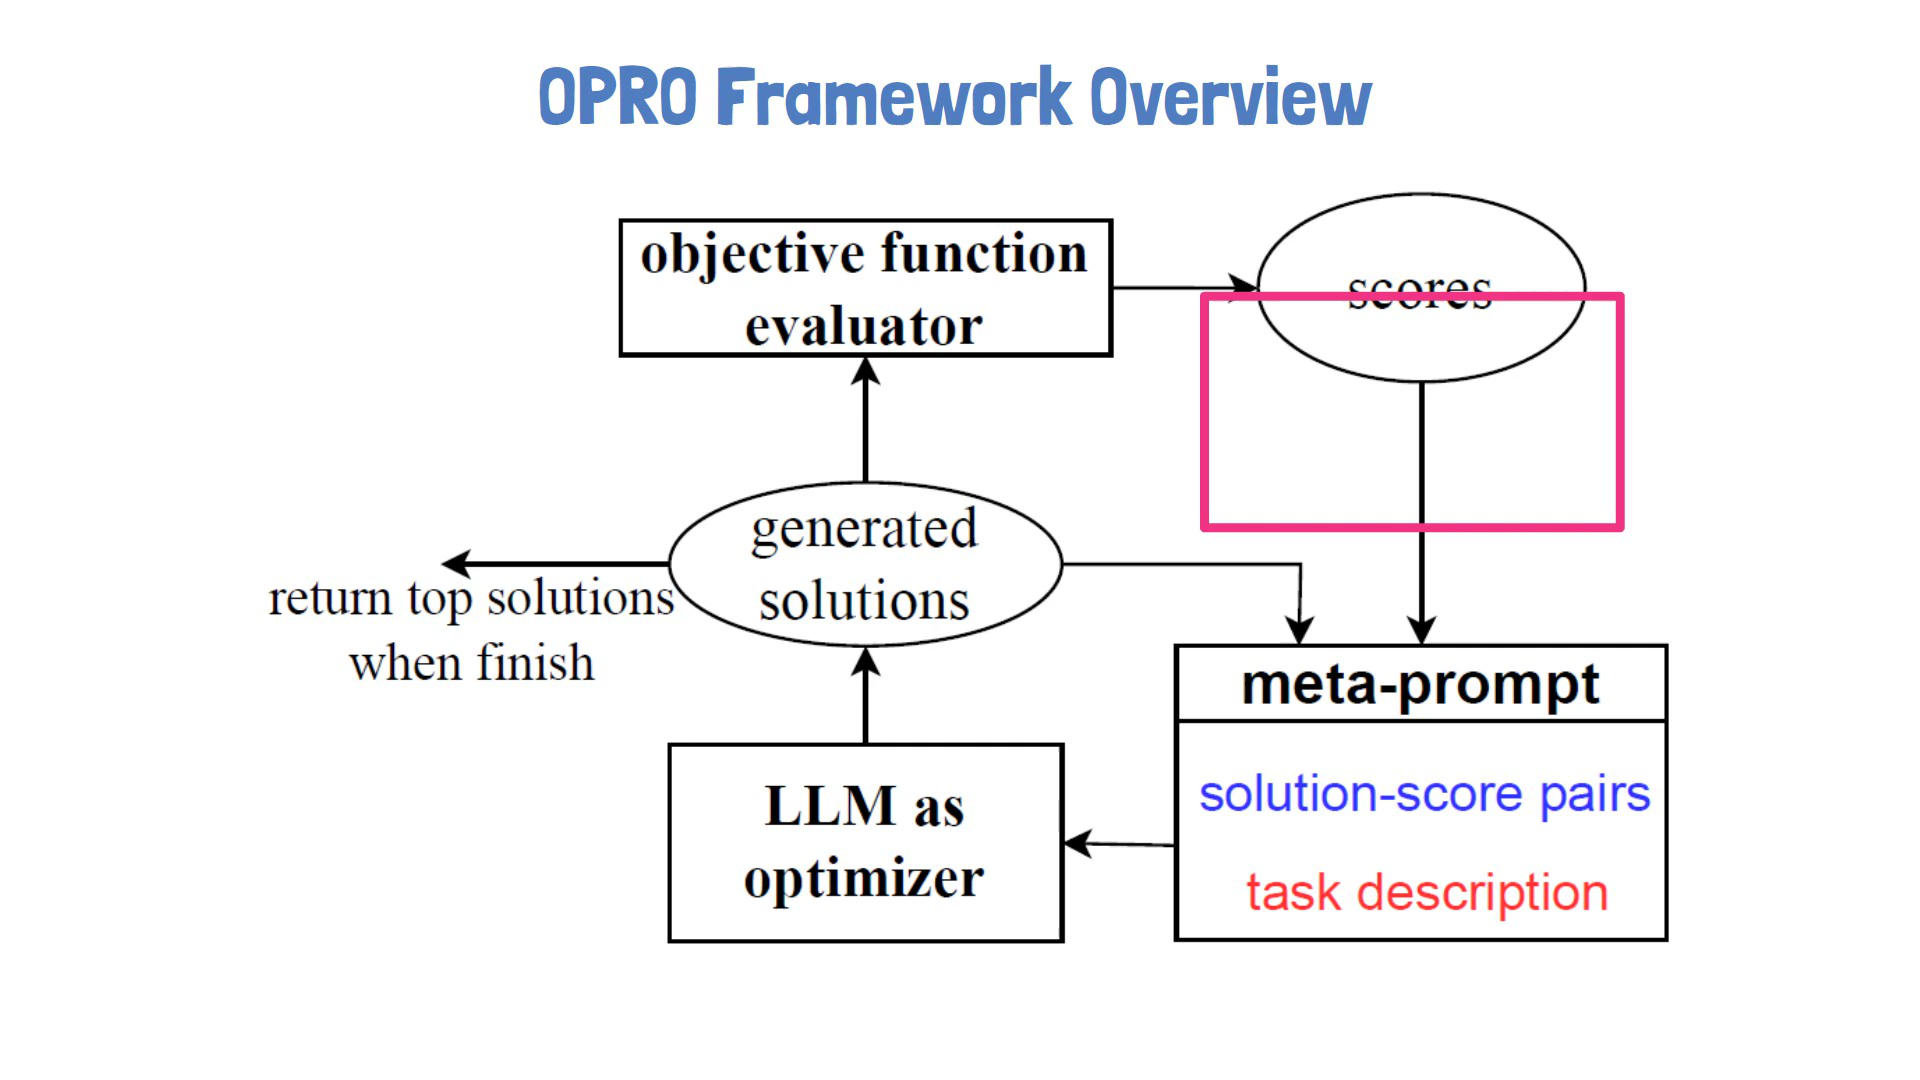 OPRO Framework Overview
objective function
evaluator
scores
generated
solutions
return top solutions
when finish
meta-prompt
solution-score pairs
task description
LLM as
optimizer